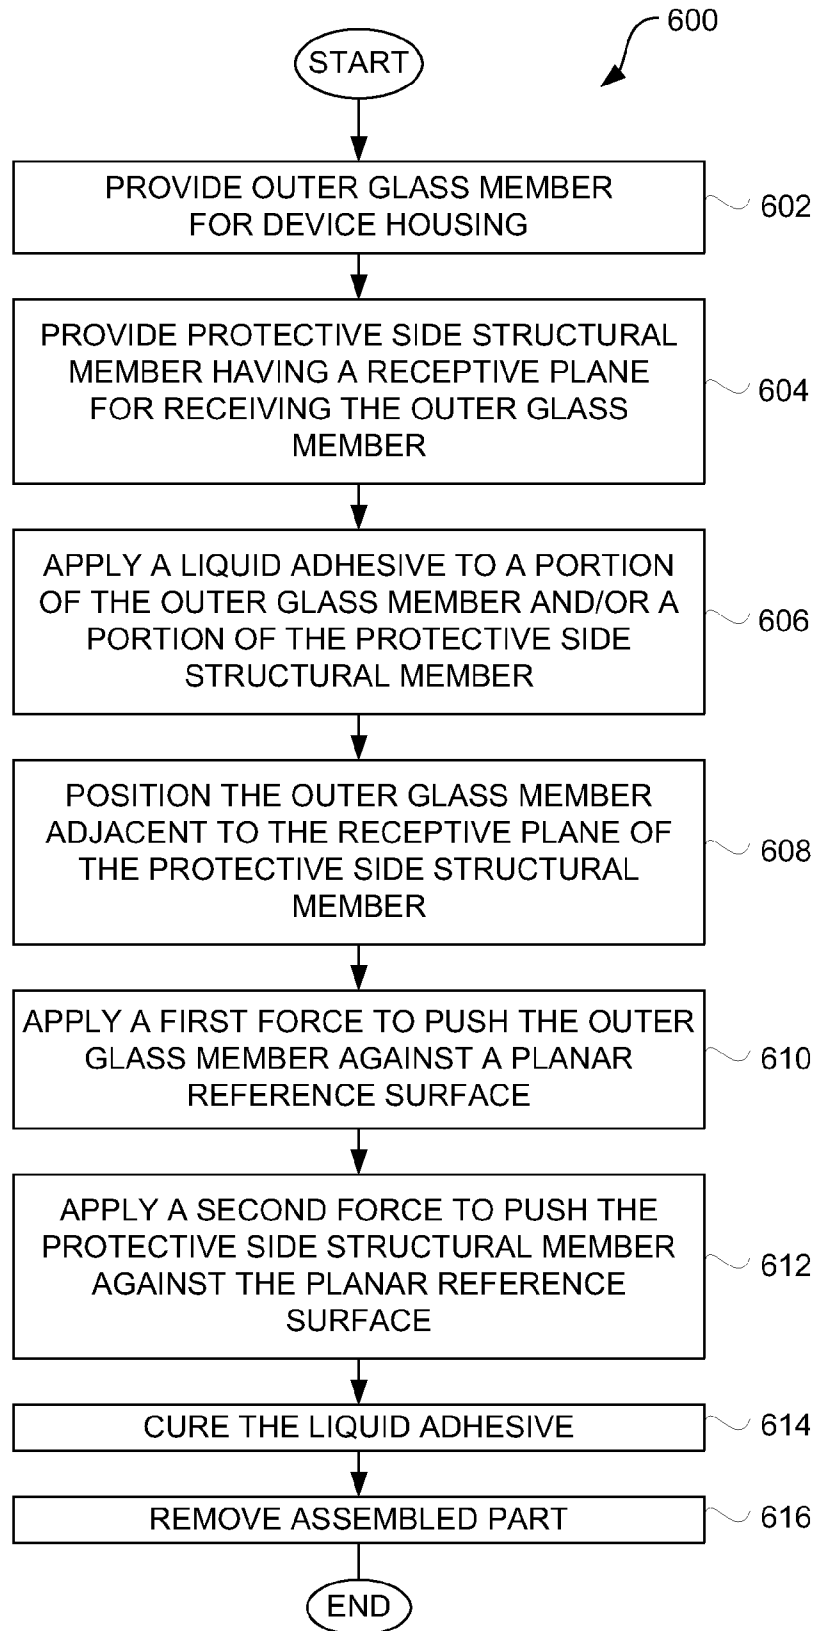 600
START
PROVIDE OUTER GLASS MEMBER
FOR DEVICE HOUSING
602
PROVIDE PROTECTIVE SIDE STRUCTURAL
MEMBER HAVING A RECEPTIVE PLANE
FOR RECEIVING THE OUTER GLASS
MEMBER
604
APPLY A LIQUID ADHESIVE TO A PORTION
OF THE OUTER GLASS MEMBER AND/OR A
PORTION OF THE PROTECTIVE SIDE
STRUCTURAL MEMBER
606
POSITION THE OUTER GLASS MEMBER
ADJACENT TO THE RECEPTIVE PLANE OF
THE PROTECTIVE SIDE STRUCTURAL
MEMBER
608
APPLY A FIRST FORCE TO PUSH THE OUTER
GLASS MEMBER AGAINST A PLANAR
REFERENCE SURFACE
610
APPLY A SECOND FORCE TO PUSH THE
PROTECTIVE SIDE STRUCTURAL MEMBER
AGAINST THE PLANAR REFERENCE
SURFACE
612
CURE THE LIQUID ADHESIVE
614
REMOVE ASSEMBLED PART
616
END